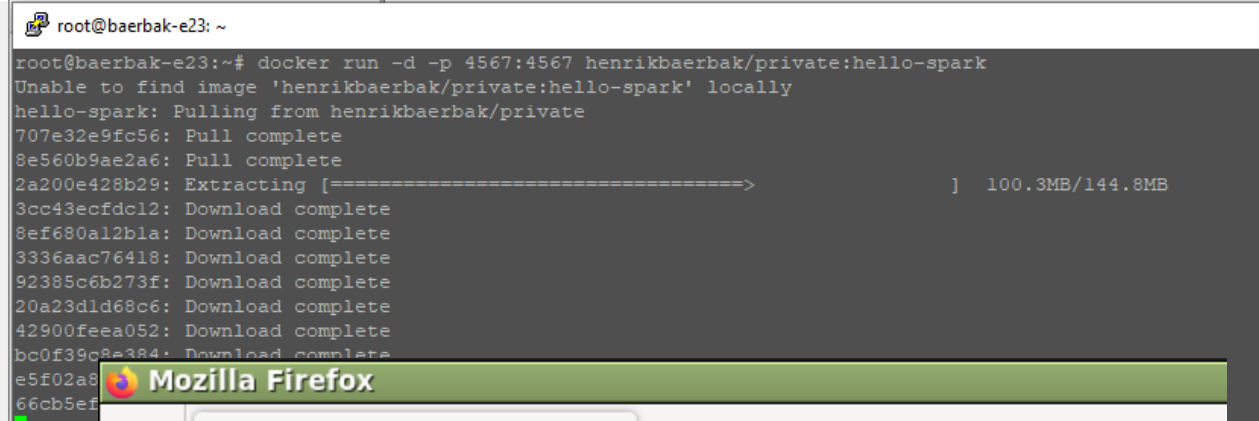 root@baerbak-e23: ~
root@baerbak-e23:~# docker run -d -p 4567:4567 henrikbaerbak/private:hello-spark
Unable to find image 'henrikbaerbak/private:hello-spark' locally
hello-spark: Pulling from henrikbaerbak/private
707e32e9fc56: Pull complete
8e560b9ae2a6: Pull complete
2a200e428b29: Extracting [==================================> ] 100.3MB/144.8MB
3cc43ecfdc12: Download complete
8ef680a12b1a: Download complete
3336aac76418: Download complete
92385c6b273f: Download complete
20a23d1d68c6: Download complete
42900feea052: Download complete
bc0f39c8e384: Download complete
e5f02a8
Mozilla Firefox
66cb5ef